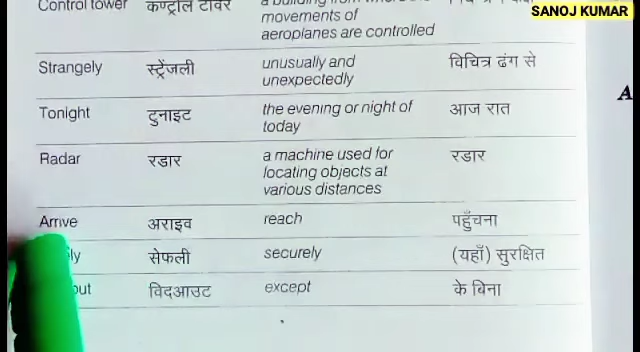 SANOJ KUMAR
Control tower कण्ट्रोल टावर
movements of
aeroplanes are controlled
Strangely स्ट्रेंजली unusually and विचित्र ढंग से
unexpectedly
Tonight टुनाइट the evening or night of आज रात
today
Radar रडार a machine used for रडार
locating objects at
various distances
Arrive अराइव reach पहुँचना
सेफली securely (यहाँ) सुरक्षित
विदआउट except के बिना
A